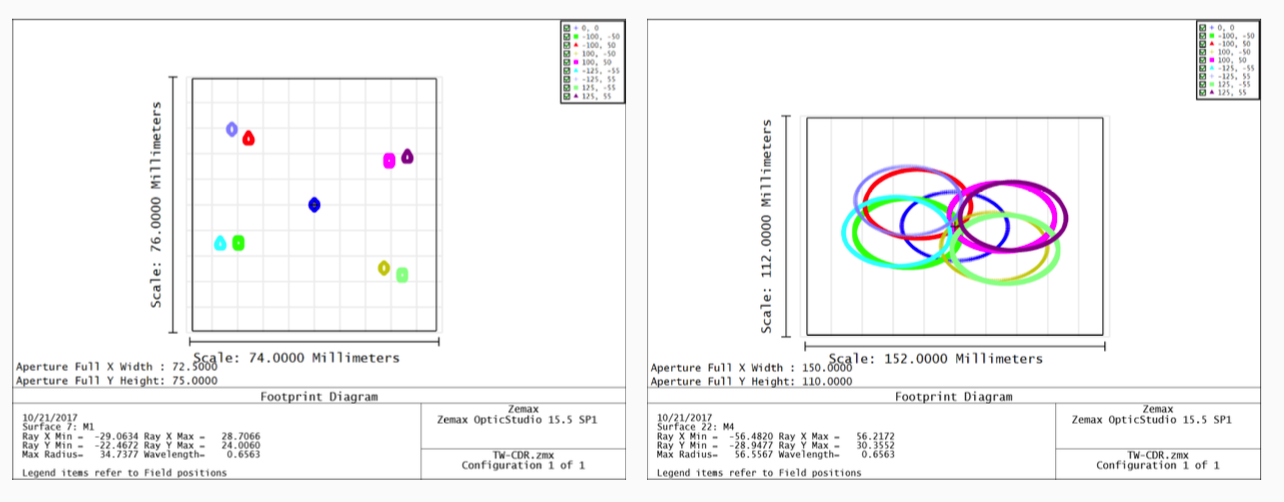 0, 0
-100, -50
-100, 50
100, -50
100, 50
-125, -55
-125, 55
125, -55
125, 55
Scale: 76.0000 Millimeters
Scale: 74.0000 Millimeters
Aperture Full X Width : 72.5000
Aperture Full Y Height: 75.0000
Footprint Diagram
10/21/2017
Surface 7: M1
Ray X Min = -29.0634 Ray X Max = 28.7066
Ray Y Min = -22.4672 Ray Y Max = 24.0060
Max Radius= 34.7377 Wavelength= 0.6563
Legend items refer to Field positions
Zemax
Zemax OpticStudio 15.5 SP1
TW-CDR.zmx
Configuration 1 of 1
0, 0
-100, -50
-100, 50
100, -50
100, 50
-125, -55
-125, 55
125, -55
125, 55
Scale: 112.0000 Millimeters
Scale: 152.0000 Millimeters
Aperture Full X Width : 150.0000
Aperture Full Y Height: 110.0000
Footprint Diagram
10/21/2017
Surface 22: M4
Ray X Min = -56.4820 Ray X Max = 56.2172
Ray Y Min = -28.9477 Ray Y Max = 30.3552
Max Radius= 56.5567 Wavelength= 0.6563
Legend items refer to Field positions
Zemax
Zemax OpticStudio 15.5 SP1
TW-CDR.zmx
Configuration 1 of 1